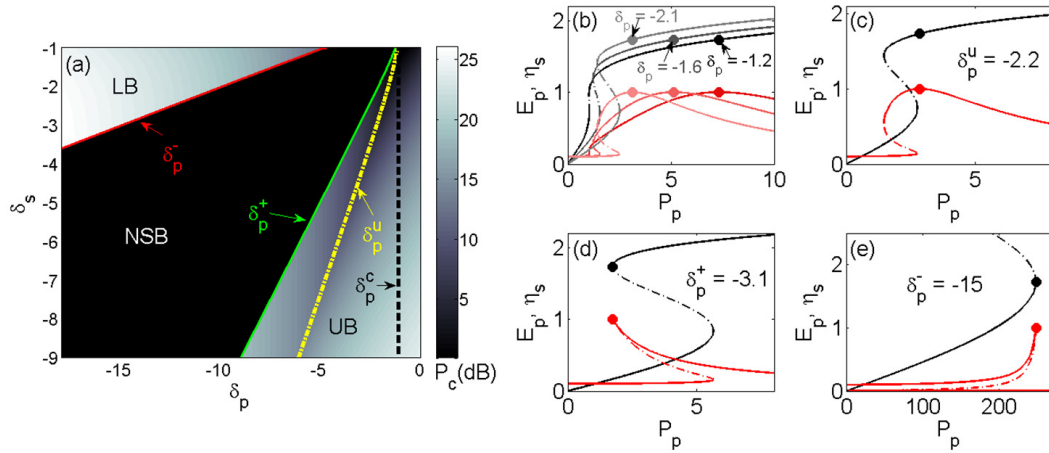 (a)
LB
NSB
UB
δp-
δp+
δpu
δpc
-1
-2
-3
-4
-5
-6
-7
-8
-9
δs
-15
-10
-5
0
δp
25
20
15
10
5
0
Pc(dB)
(b)
δp = -2.1
δp = -1.6
δp = -1.2
2
1
0
Ep, ηs
0
5
10
Pp
(c)
δpu = -2.2
2
1
0
Ep, ηs
0
5
Pp
(d)
δp+ = -3.1
2
1
0
Ep, ηs
0
5
Pp
(e)
δp- = -15
2
1
0
Ep, ηs
0
100
200
Pp